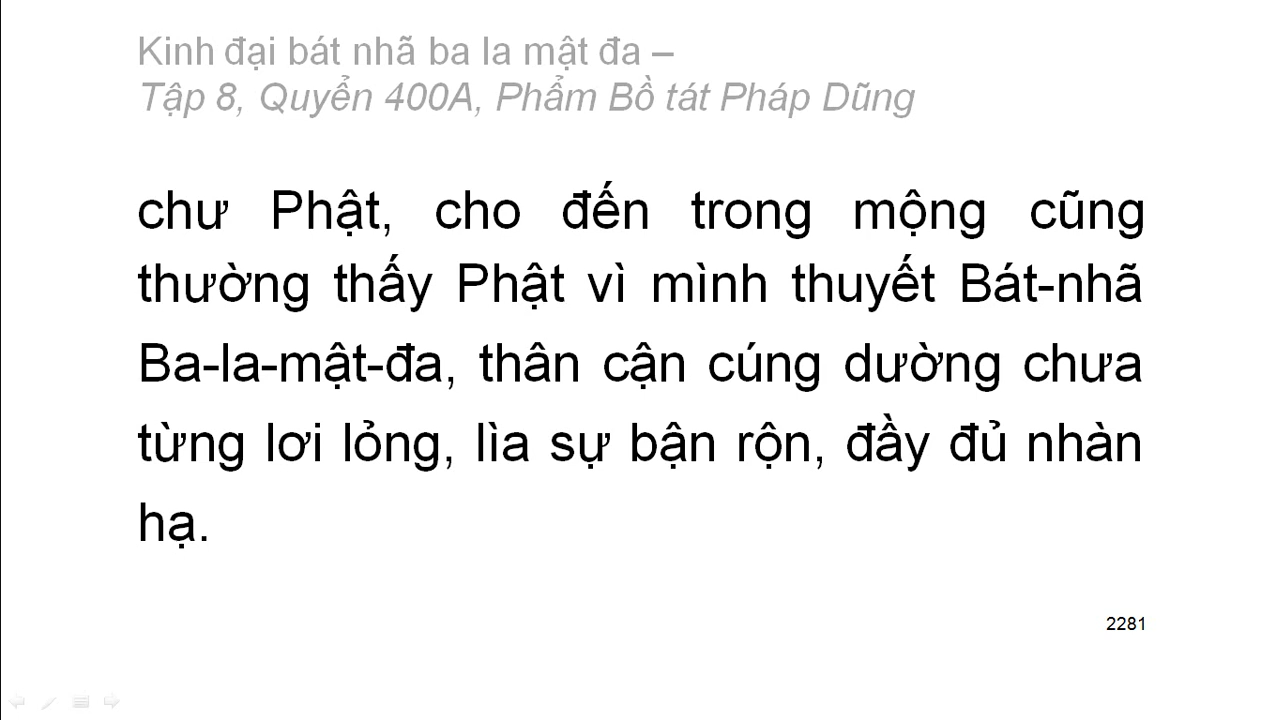 Kinh đại bát nhã ba la mật đa –
Tập 8, Quyển 400A, Phẩm Bồ tát Pháp Dũng
chư Phật, cho đến trong mộng cũng
thường thấy Phật vì mình thuyết Bát-nhã
Ba-la-mật-đa, thân cận cúng dường chưa
từng lơi lỏng, lìa sự bận rộn, đầy đủ nhàn
hạ.
2281